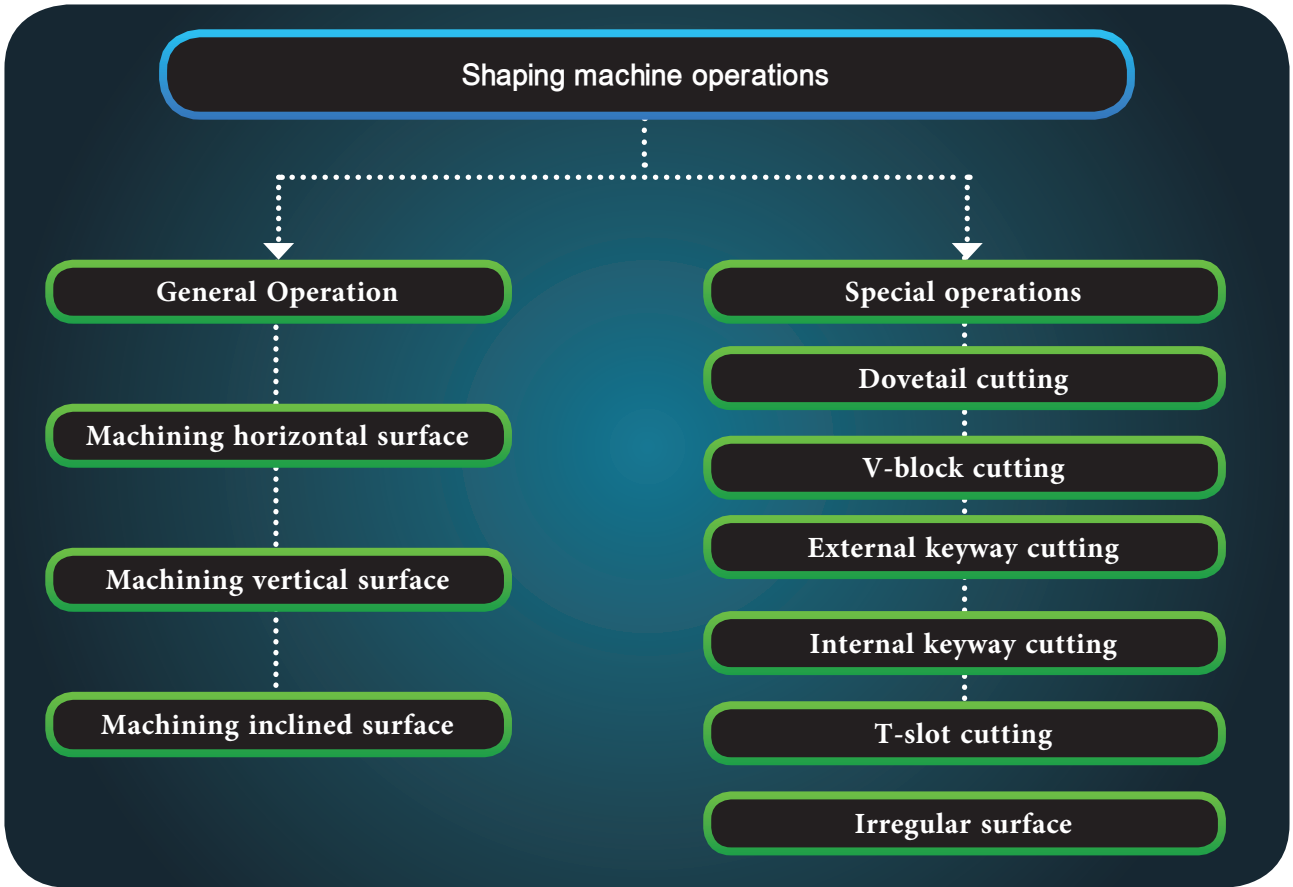 Shaping machine operations
General Operation
Machining horizontal surface
Machining vertical surface
Machining inclined surface
Special operations
Dovetail cutting
V-block cutting
External keyway cutting
Internal keyway cutting
T-slot cutting
Irregular surface